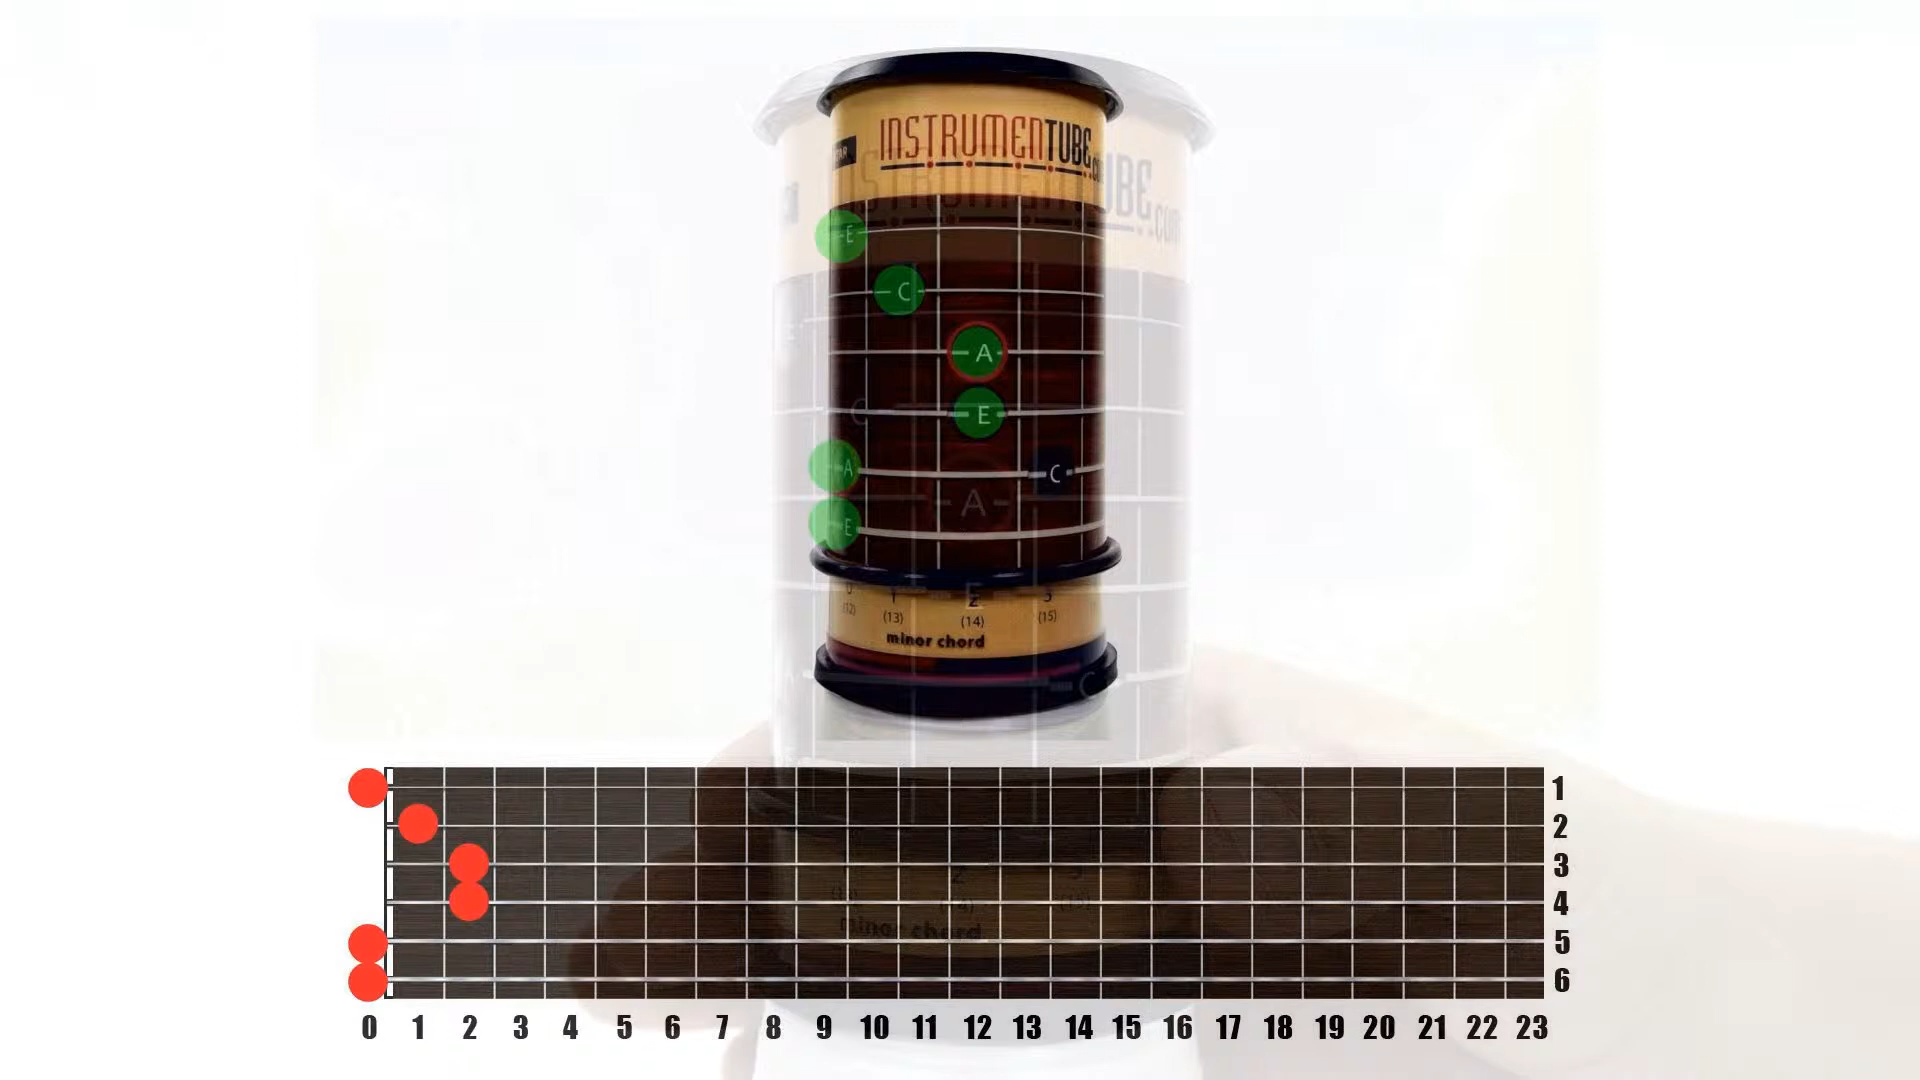 INSTRUMENTUBE.com
E
C
A
E
A C
E
0 1 2 3
(12) (13) (14) (15)
minor chord
1
2
3
4
5
6
0 1 2 3 4 5 6 7 8 9 10 11 12 13 14 15 16 17 18 19 20 21 22 23